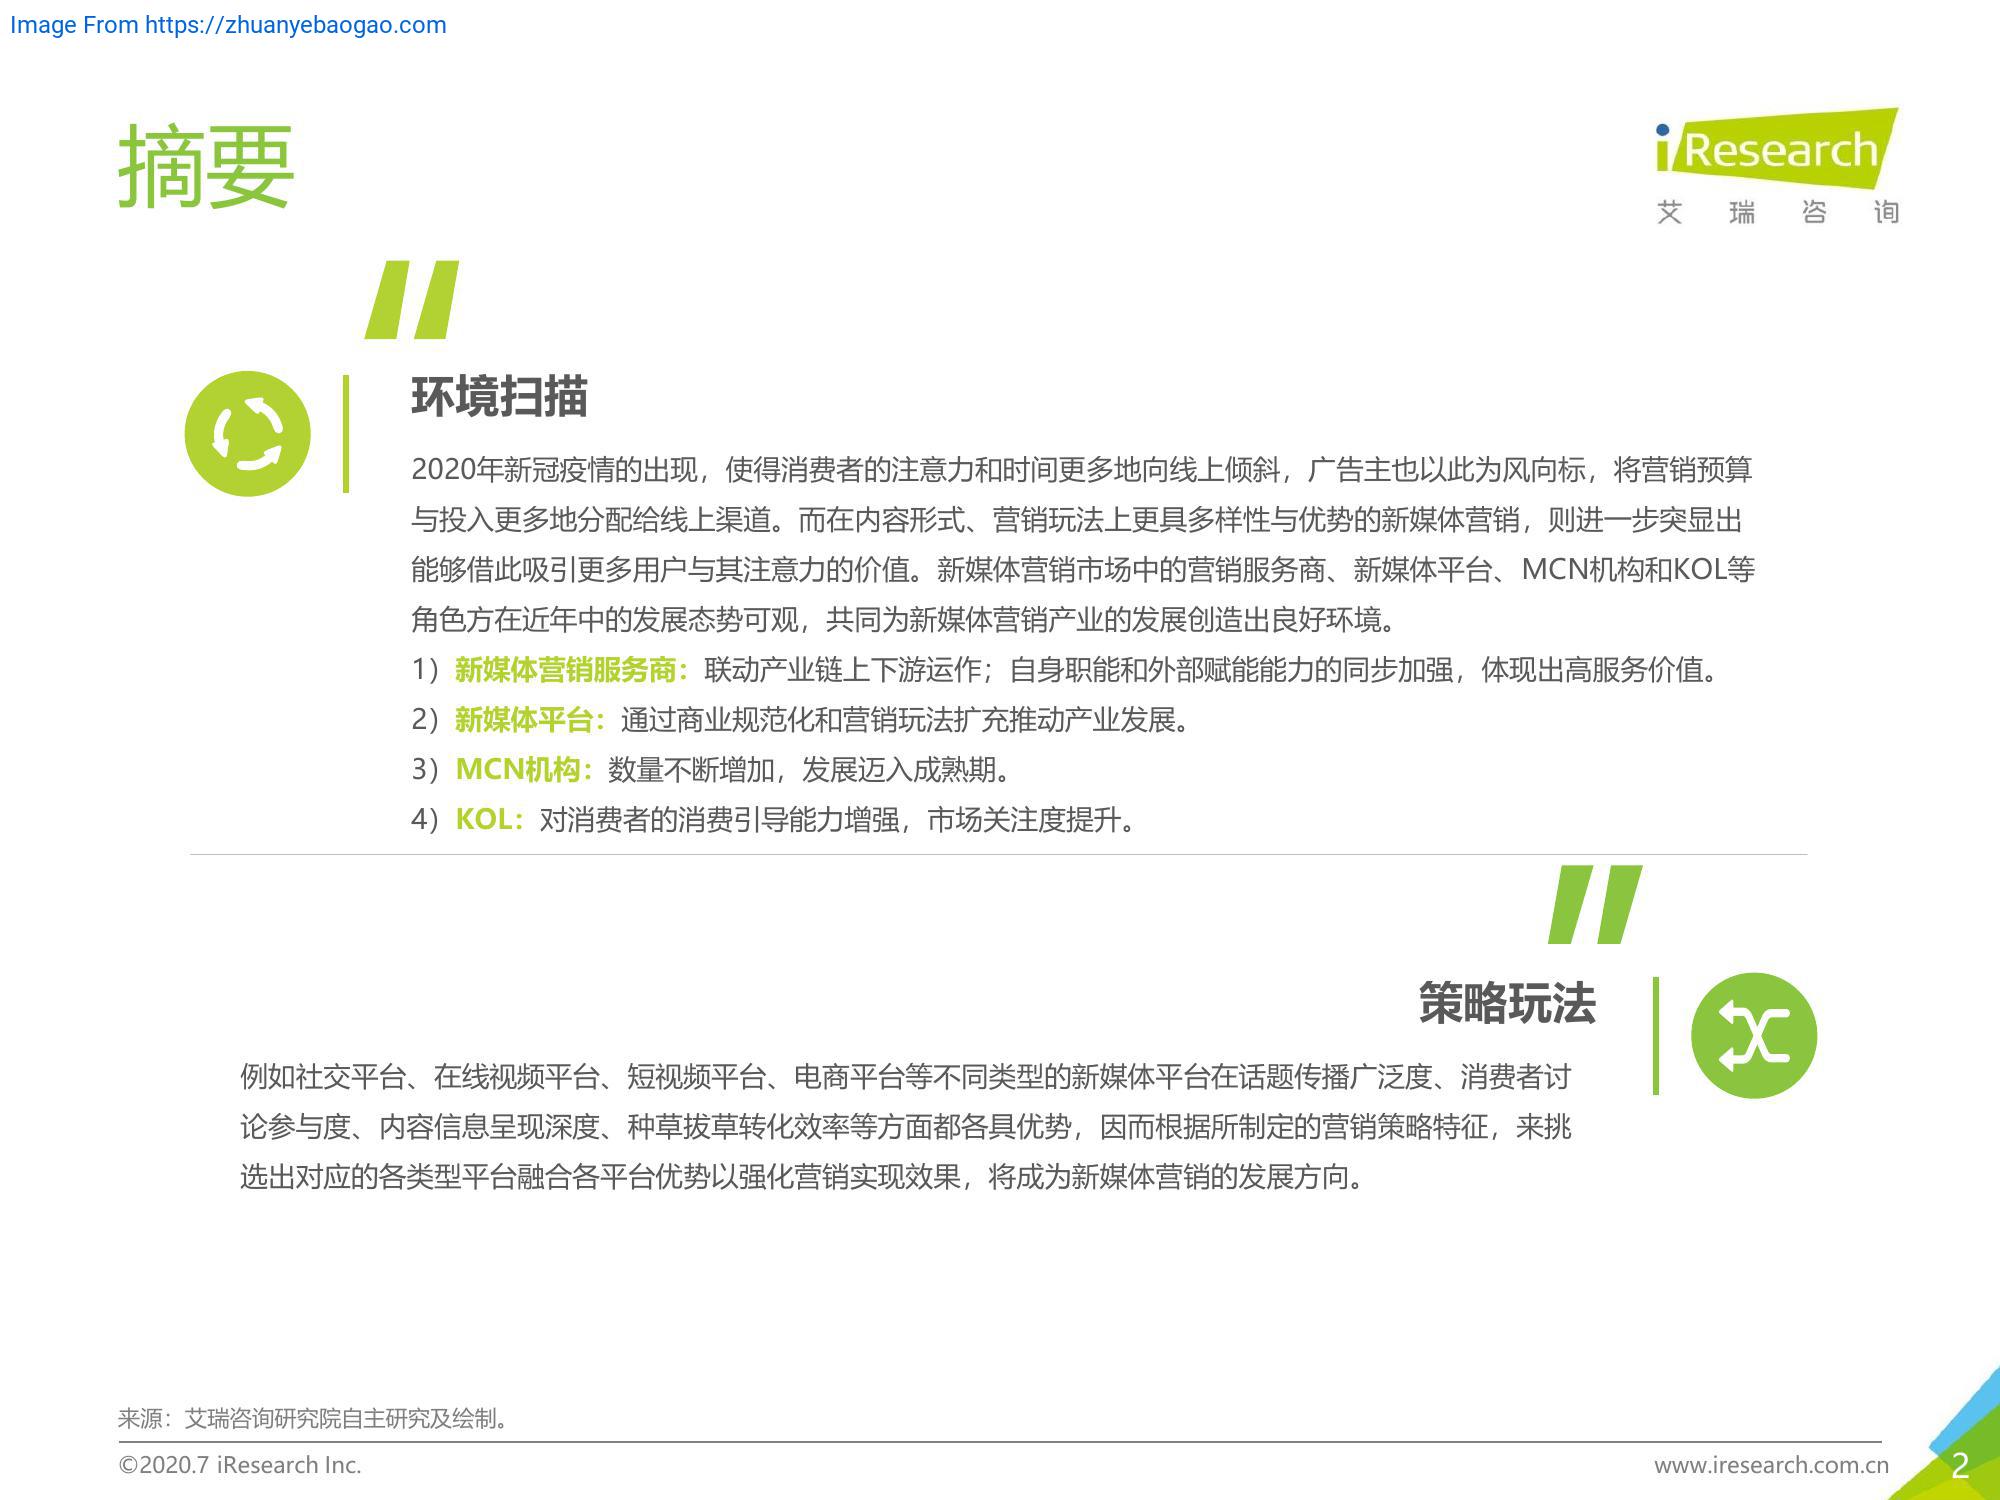 Image From https://zhuanyebaogao.com
摘要
iResearch
艾瑞咨询
环境扫描
2020年新冠疫情的出现，使得消费者的注意力和时间更多地向线上倾斜，广告主也以此为风向标，将营销预算
与投入更多地分配给线上渠道。而在内容形式、营销玩法上更具多样性与优势的新媒体营销，则进一步突显出
能够借此吸引更多用户与其注意力的价值。新媒体营销市场中的营销服务商、新媒体平台、MCN机构和KOL等
角色方在近年中的发展态势可观，共同为新媒体营销产业的发展创造出良好环境。
1）新媒体营销服务商：联动产业链上下游运作；自身职能和外部赋能能力的同步加强，体现出高服务价值。
2）新媒体平台：通过商业规范化和营销玩法扩充推动产业发展。
3）MCN机构：数量不断增加，发展迈入成熟期。
4）KOL：对消费者的消费引导能力增强，市场关注度提升。
策略玩法
例如社交平台、在线视频平台、短视频平台、电商平台等不同类型的新媒体平台在话题传播广泛度、消费者讨
论参与度、内容信息呈现深度、种草拔草转化效率等方面都各具优势，因而根据所制定的营销策略特征，来挑
选出对应的各类型平台融合各平台优势以强化营销实现效果，将成为新媒体营销的发展方向。
来源：艾瑞咨询研究院自主研究及绘制。
©2020.7 iResearch Inc.
www.iresearch.com.cn
2